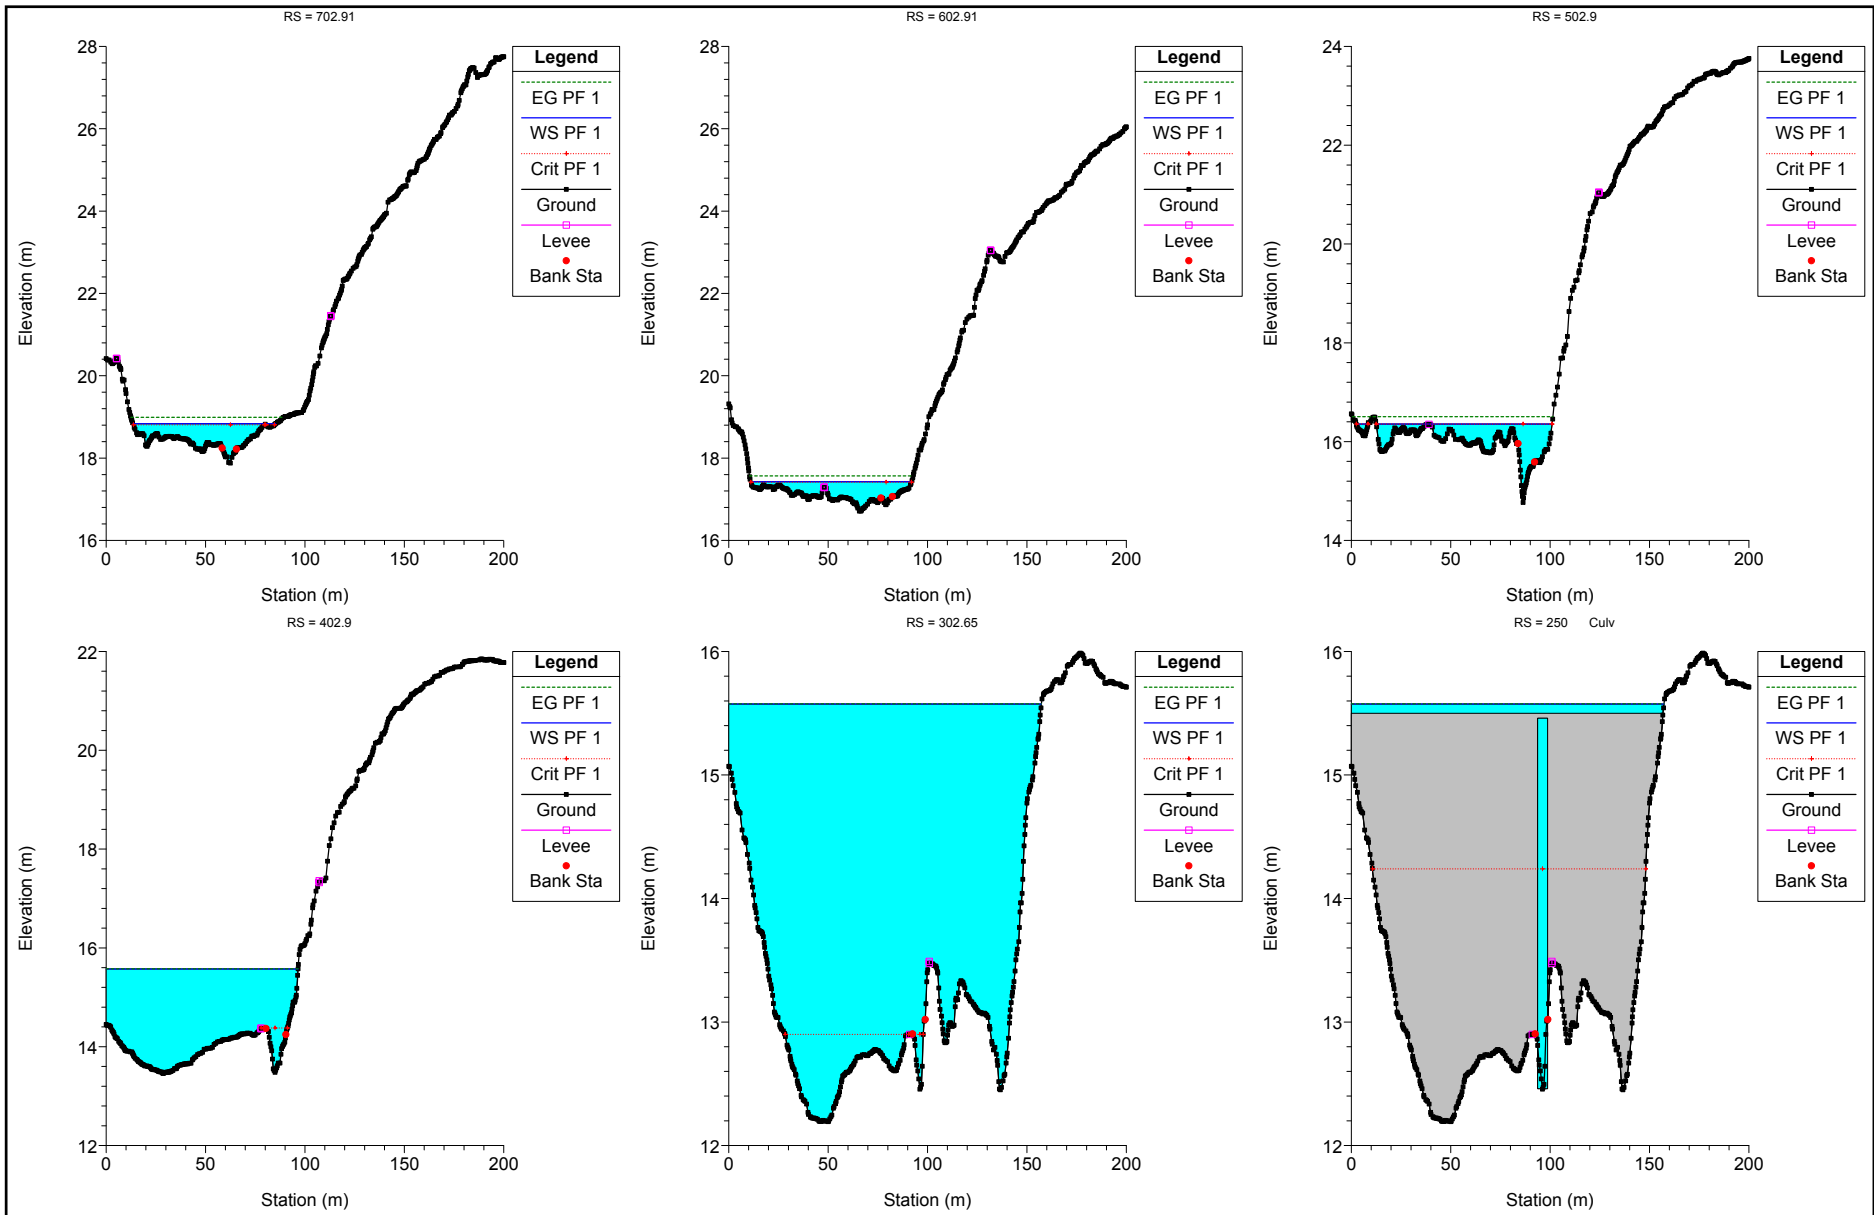 RS = 702.91
28
26
24
22
20
18
16
Elevation (m)
0 50 100 150 200
Station (m)
Legend
EG PF 1
WS PF 1
Crit PF 1
Ground
Levee
Bank Sta
RS = 602.91
28
26
24
22
20
18
16
Elevation (m)
0 50 100 150 200
Station (m)
Legend
EG PF 1
WS PF 1
Crit PF 1
Ground
Levee
Bank Sta
RS = 502.9
24
22
20
18
16
14
Elevation (m)
0 50 100 150 200
Station (m)
Legend
EG PF 1
WS PF 1
Crit PF 1
Ground
Levee
Bank Sta
RS = 402.9
22
20
18
16
14
12
Elevation (m)
0 50 100 150 200
Station (m)
Legend
EG PF 1
WS PF 1
Crit PF 1
Ground
Levee
Bank Sta
RS = 302.65
16
15
14
13
12
Elevation (m)
0 50 100 150 200
Station (m)
Legend
EG PF 1
WS PF 1
Crit PF 1
Ground
Levee
Bank Sta
RS = 250 Culv
16
15
14
13
12
Elevation (m)
0 50 100 150 200
Station (m)
Legend
EG PF 1
WS PF 1
Crit PF 1
Ground
Levee
Bank Sta